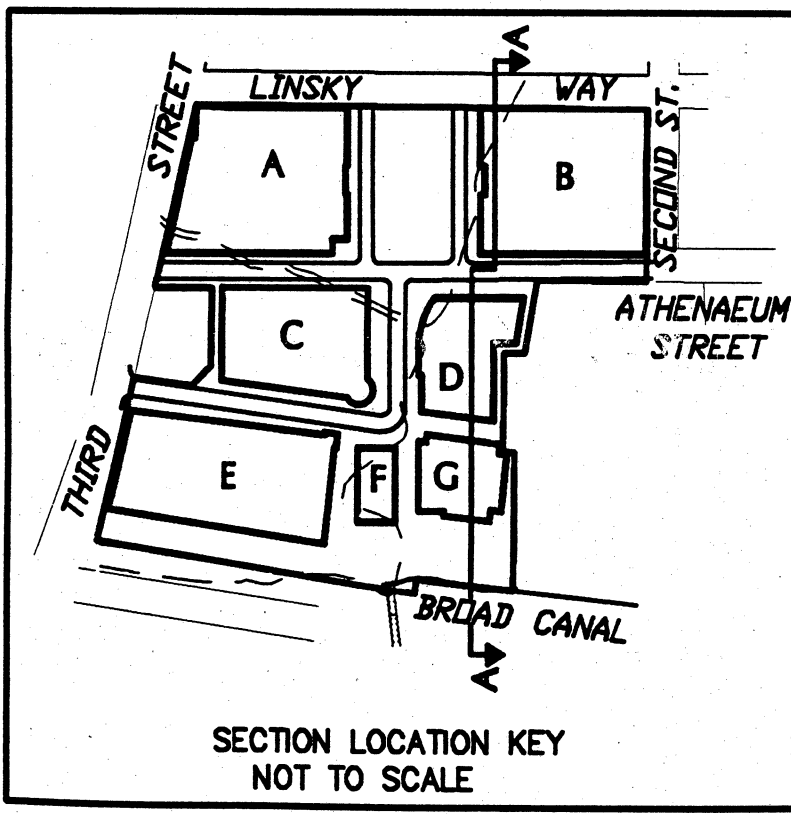 A
LINSKY WAY
STREET
SECOND ST.
A
B
ATHENAEUM
STREET
C
D
THIRD
E
F
G
BROAD CANAL
A
SECTION LOCATION KEY
NOT TO SCALE